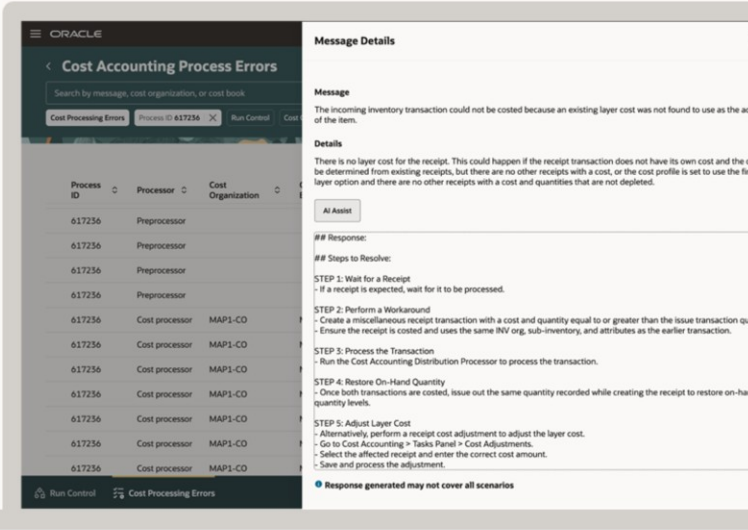 ORACLE
Cost Accounting Process Errors
Search by message, cost organization, or cost book
Cost Processing Errors
Process ID 617236
Run Control
Cost
Process ID
Processor
Cost Organization
617236 Preprocessor
617236 Preprocessor
617236 Preprocessor
617236 Preprocessor
617236 Cost processor MAP1-CO
617236 Cost processor MAP1-CO
617236 Cost processor MAP1-CO
617236 Cost processor MAP1-CO
617236 Cost processor MAP1-CO
617236 Cost processor MAP1-CO
617236 Cost processor MAP1-CO
Run Control
Cost Processing Errors
Message Details
Message
The incoming inventory transaction could not be costed because an existing layer cost was not found to use as the
of the item.
Details
There is no layer cost for the receipt. This could happen if the receipt transaction does not have its own cost and the
be determined from existing receipts, but there are no other receipts with a cost, or the cost profile is set to use the
layer option and there are no other receipts with a cost and quantities that are not depleted.
AI Assist
## Response:
## Steps to Resolve:
STEP 1: Wait for a Receipt
- If a receipt is expected, wait for it to be processed.
STEP 2: Perform a Workaround
- Create a miscellaneous receipt transaction with a cost and quantity equal to or greater than the issue transaction
- Ensure the receipt is costed and uses the same INV org, sub-inventory, and attributes as the earlier transaction.
STEP 3: Process the Transaction
- Run the Cost Accounting Distribution Processor to process the transaction.
STEP 4: Restore On-Hand Quantity
- Once both transactions are costed, issue out the same quantity recorded while creating the receipt to restore
quantity levels.
STEP 5: Adjust Layer Cost
- Alternatively, perform a receipt cost adjustment to adjust the layer cost.
- Go to Cost Accounting > Tasks Panel > Cost Adjustments.
- Select the affected receipt and enter the correct cost amount.
- Save and process the adjustment.
Response generated may not cover all scenarios